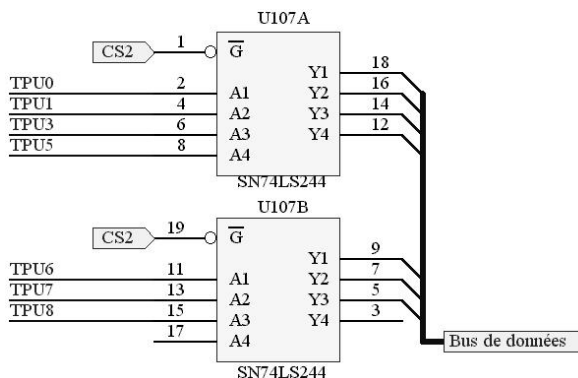 U107A
CS2 1 G
Y1 18
TPU0 2 A1 Y2 16
TPU1 4 A2 Y3 14
TPU3 6 A3 Y4 12
TPU5 8 A4
SN74LS244
U107B
CS2 19 G
Y1 9
TPU6 11 A1 Y2 7
TPU7 13 A2 Y3 5
TPU8 15 A3 Y4 3
17 A4
Bus de données
SN74LS244